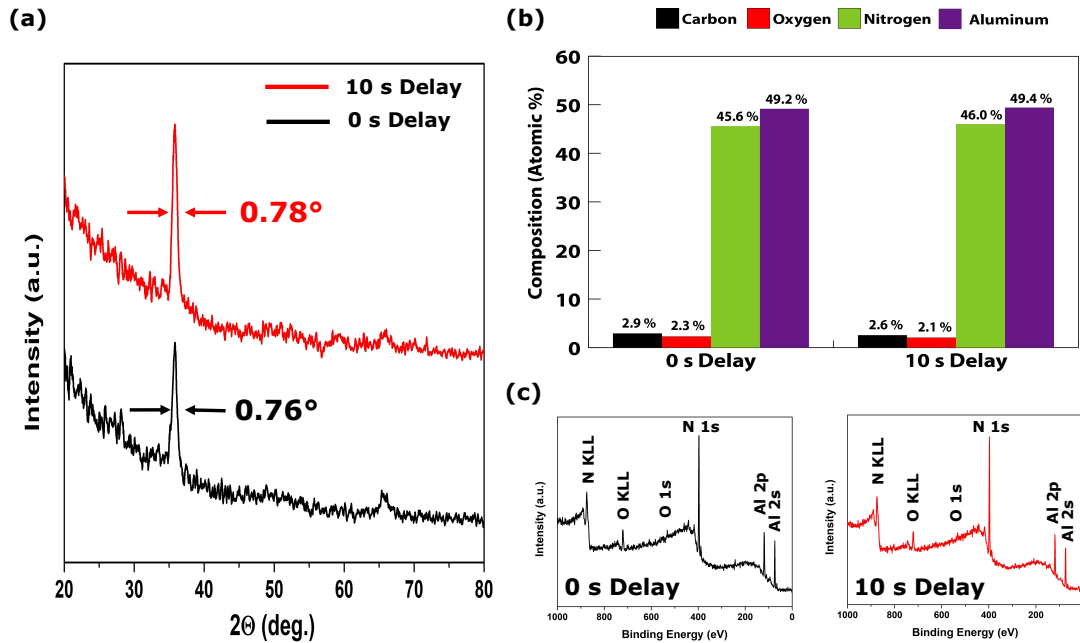 (a)
10 s Delay
0 s Delay
0.78°
0.76°
Intensity (a.u.)
20 30 40 50 60 70 80
2Θ (deg.)
(b)
Carbon Oxygen Nitrogen Aluminum
Composition (Atomic %)
60
50
40
30
20
10
0
2.9 % 2.3 % 45.6 % 49.2 %
2.6 % 2.1 % 46.0 % 49.4 %
0 s Delay 10 s Delay
(c)
Intensity (a.u.)
N KLL
O KLL
O 1s
N 1s
Al 2p
Al 2s
0 s Delay
1000 800 600 400 200 0
Binding Energy (eV)
Intensity (a.u.)
N KLL
O KLL
O 1s
N 1s
Al 2p
Al 2s
10 s Delay
1000 800 600 400 200
Binding Energy (eV)